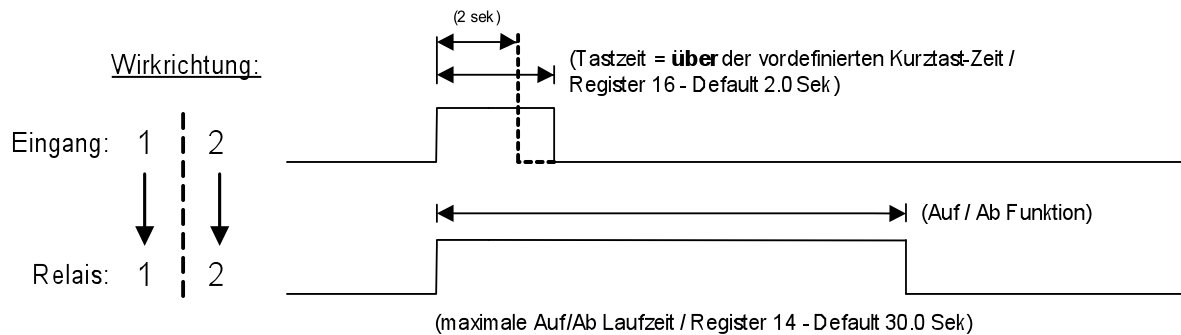 (2 sek)
Wirkrichtung:
(Tastzeit = über der vordefinierten Kurztast-Zeit /
Register 16 - Default 2.0 Sek)
Eingang: 1 2
(Auf / Ab Funktion)
Relais: 1 2
(maximale Auf/Ab Laufzeit / Register 14 - Default 30.0 Sek)